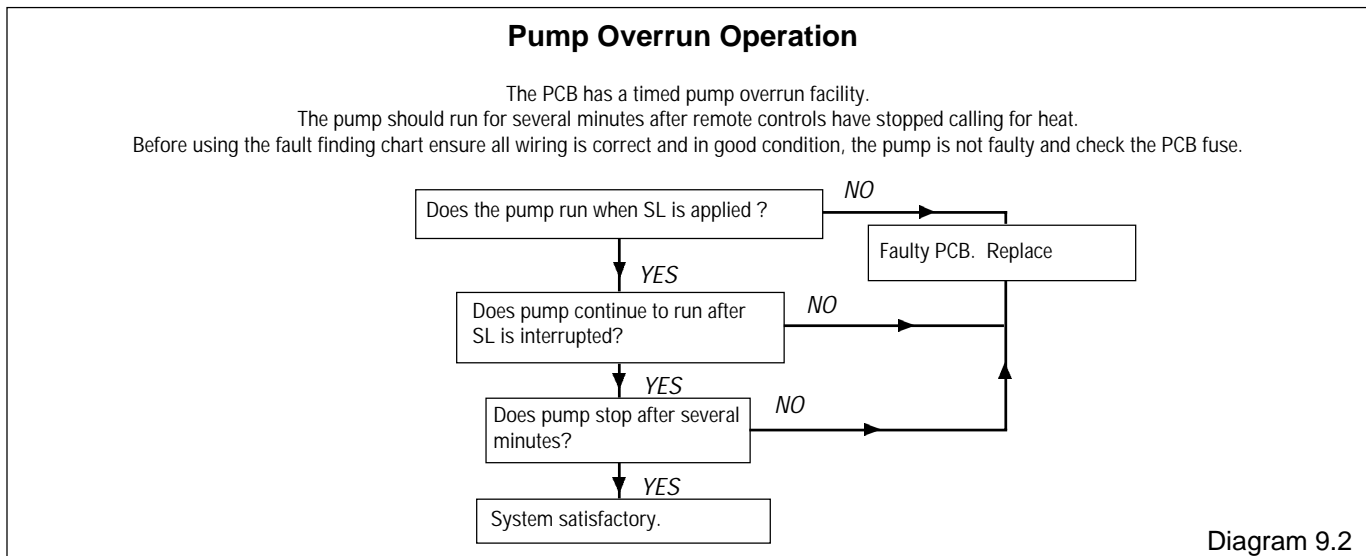 Pump Overrun Operation
The PCB has a timed pump overrun facility.
The pump should run for several minutes after remote controls have stopped calling for heat.
Before using the fault finding chart ensure all wiring is correct and in good condition, the pump is not faulty and check the PCB fuse.
Does the pump run when SL is applied ?
NO
Faulty PCB. Replace
YES
Does pump continue to run after
SL is interrupted?
NO
YES
Does pump stop after several
minutes?
NO
YES
System satisfactory.
Diagram 9.2